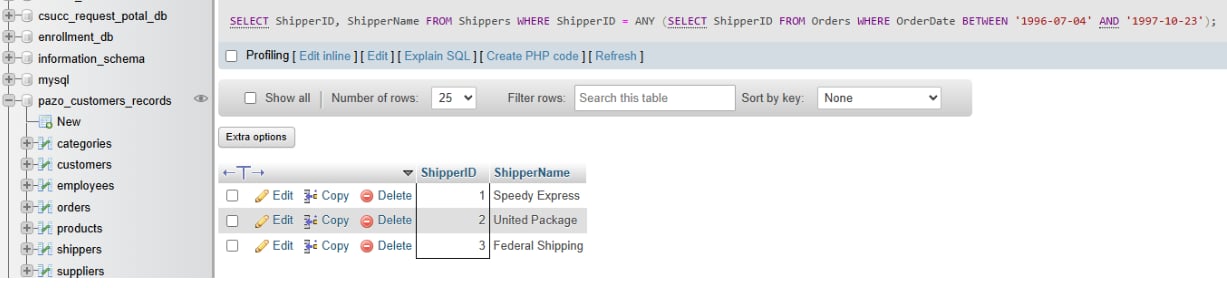 csucc_request_potal_db
enrollment_db
information_schema
mysql
pazo_customers_records
New
categories
customers
employees
orders
products
shippers
suppliers
SELECT ShipperID, ShipperName FROM Shippers WHERE ShipperID = ANY (SELECT ShipperID FROM Orders WHERE OrderDate BETWEEN '1996-07-04' AND '1997-10-23');
Profiling [ Edit inline ] [ Edit ] [ Explain SQL ] [ Create PHP code ] [ Refresh ]
Show all Number of rows: 25 Filter rows: Search this table Sort by key: None
Extra options
ShipperID ShipperName
Edit Copy Delete 1 Speedy Express
Edit Copy Delete 2 United Package
Edit Copy Delete 3 Federal Shipping